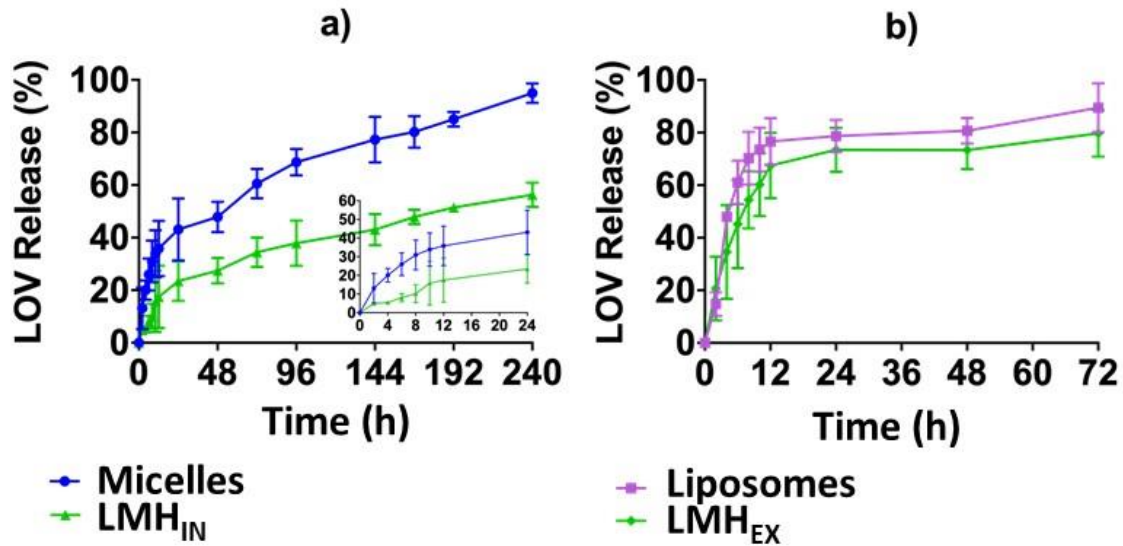 a)
LOV Release (%)
100
80
60
40
20
0
0 48 96 144 192 240
Time (h)
60
50
40
30
20
10
0
0 4 8 12 16 20 24
Micelles
LMH_IN
b)
LOV Release (%)
100
80
60
40
20
0
0 12 24 36 48 60 72
Time (h)
Liposomes
LMH_EX